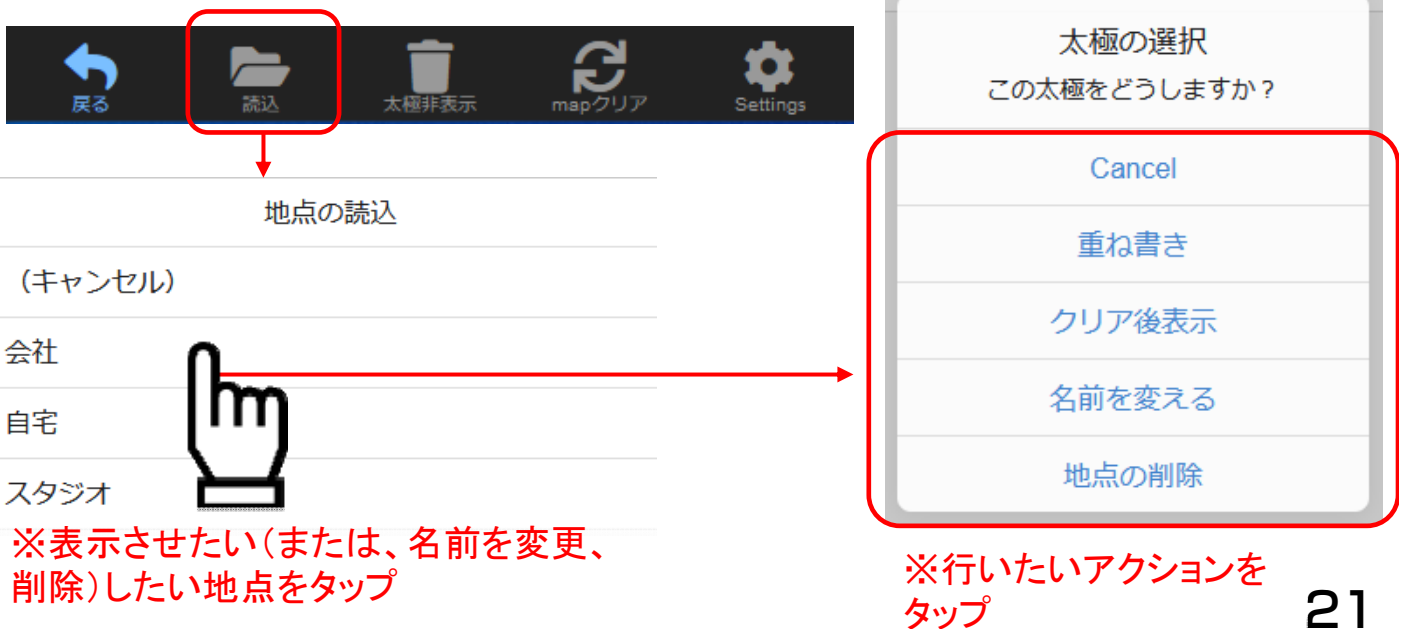 戻る
読込
太極非表示
mapクリア
Settings
地点の読込
（キャンセル）
会社
自宅
スタジオ
※表示させたい（または、名前を変更、
削除）したい地点をタップ
太極の選択
この太極をどうしますか？
Cancel
重ね書き
クリア後表示
名前を変える
地点の削除
※行いたいアクションを
タップ
21